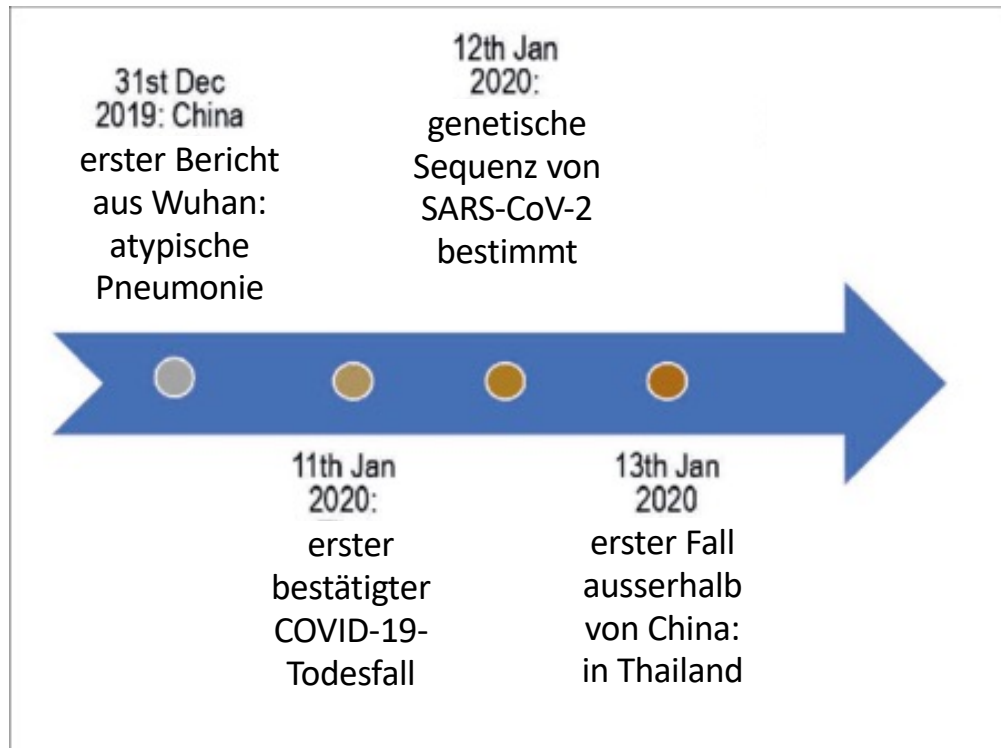 31st Dec
2019: China
erster Bericht
aus Wuhan:
atypische
Pneumonie
12th Jan
2020:
genetische
Sequenz von
SARS-CoV-2
bestimmt
11th Jan
2020:
erster
bestätigter
COVID-19-
Todesfall
13th Jan
2020
erster Fall
ausserhalb
von China:
in Thailand